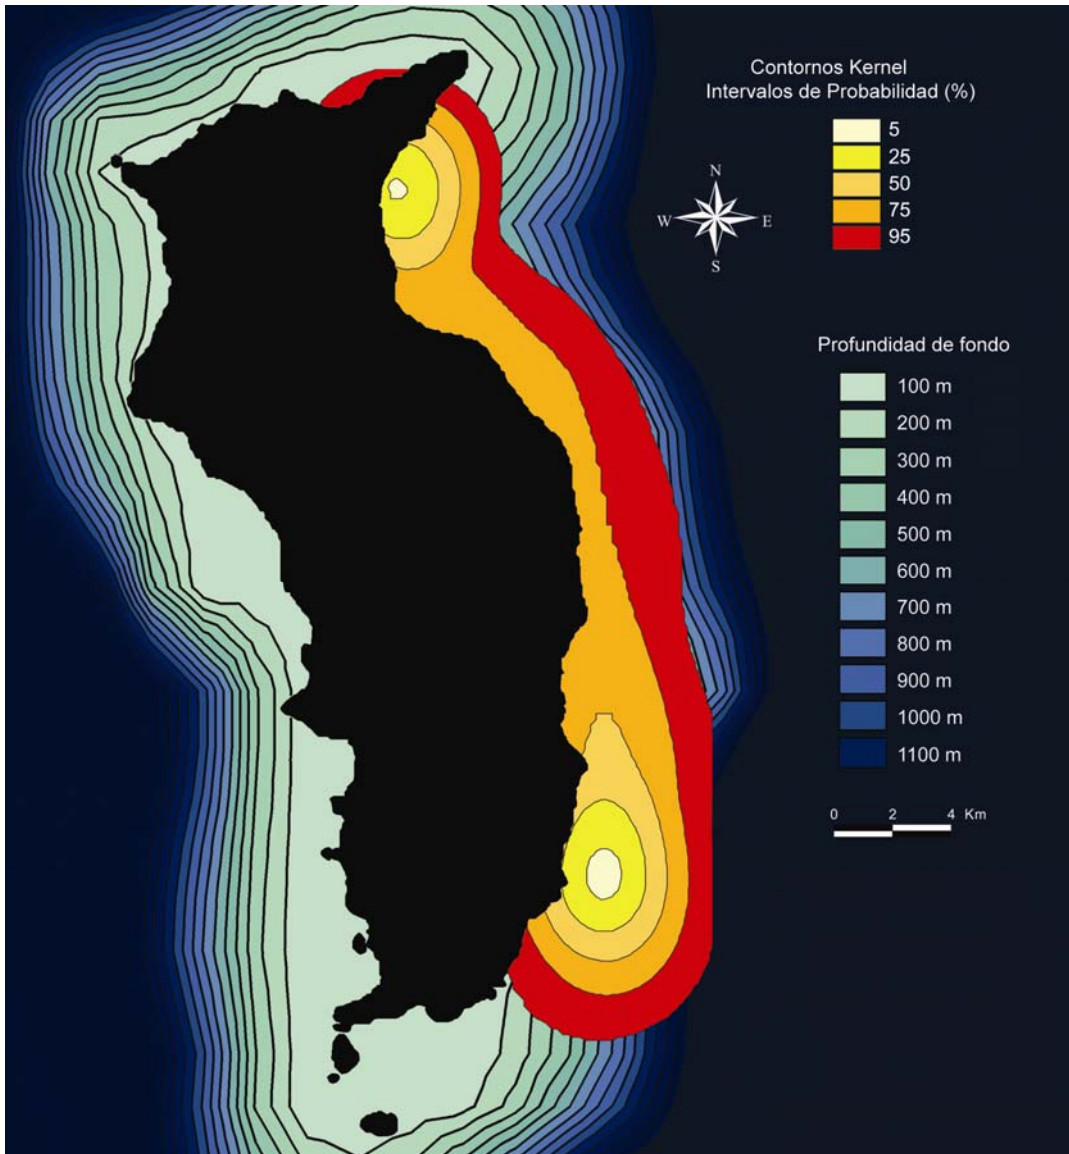 Contornos Kernel
Intervalos de Probabilidad (%)
5
25
50
75
95
N
W E
S
Profundidad de fondo
100 m
200 m
300 m
400 m
500 m
600 m
700 m
800 m
900 m
1000 m
1100 m
0 2 4 Km